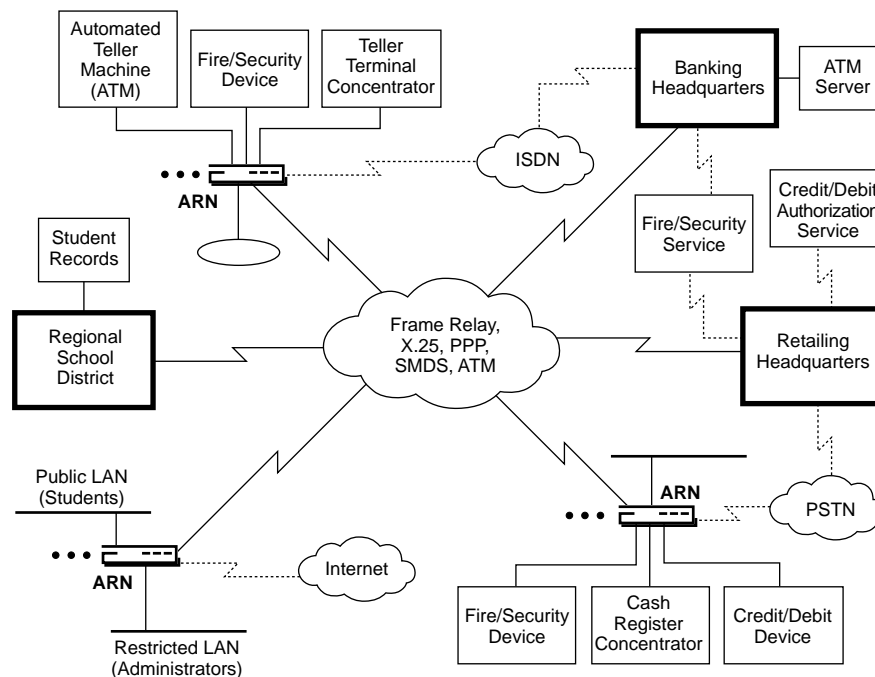 Automated
Teller
Machine
(ATM)
Fire/Security
Device
Teller
Terminal
Concentrator
Banking
Headquarters
ATM
Server
ISDN
ARN
Student
Records
Fire/Security
Service
Credit/Debit
Authorization
Service
Regional
School
District
Frame Relay,
X.25, PPP,
SMDS, ATM
Retailing
Headquarters
Public LAN
(Students)
ARN
Internet
Restricted LAN
(Administrators)
ARN
PSTN
Fire/Security
Device
Cash
Register
Concentrator
Credit/Debit
Device